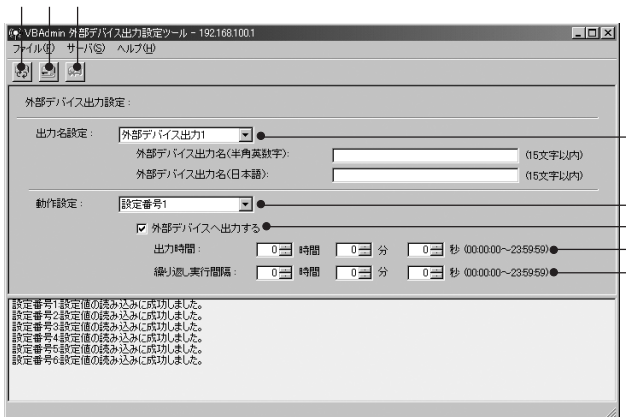 VBAdmin 外部デバイス出力設定ツール - 192.168.100.1
ファイル(F) サーバ(S) ヘルプ(H)
外部デバイス出力設定：
出力名設定： 外部デバイス出力1
外部デバイス出力名(半角英数字): (15文字以内)
外部デバイス出力名(日本語): (15文字以内)
動作設定： 設定番号1
外部デバイスへ出力する
出力時間： 0 時間 0 分 0 秒 (00:00:00～23:59:59)
繰り返し実行間隔： 0 時間 0 分 0 秒 (00:00:00～23:59:59)
設定番号1設定値の読み込みに成功しました。
設定番号2設定値の読み込みに成功しました。
設定番号3設定値の読み込みに成功しました。
設定番号4設定値の読み込みに成功しました。
設定番号5設定値の読み込みに成功しました。
設定番号6設定値の読み込みに成功しました。